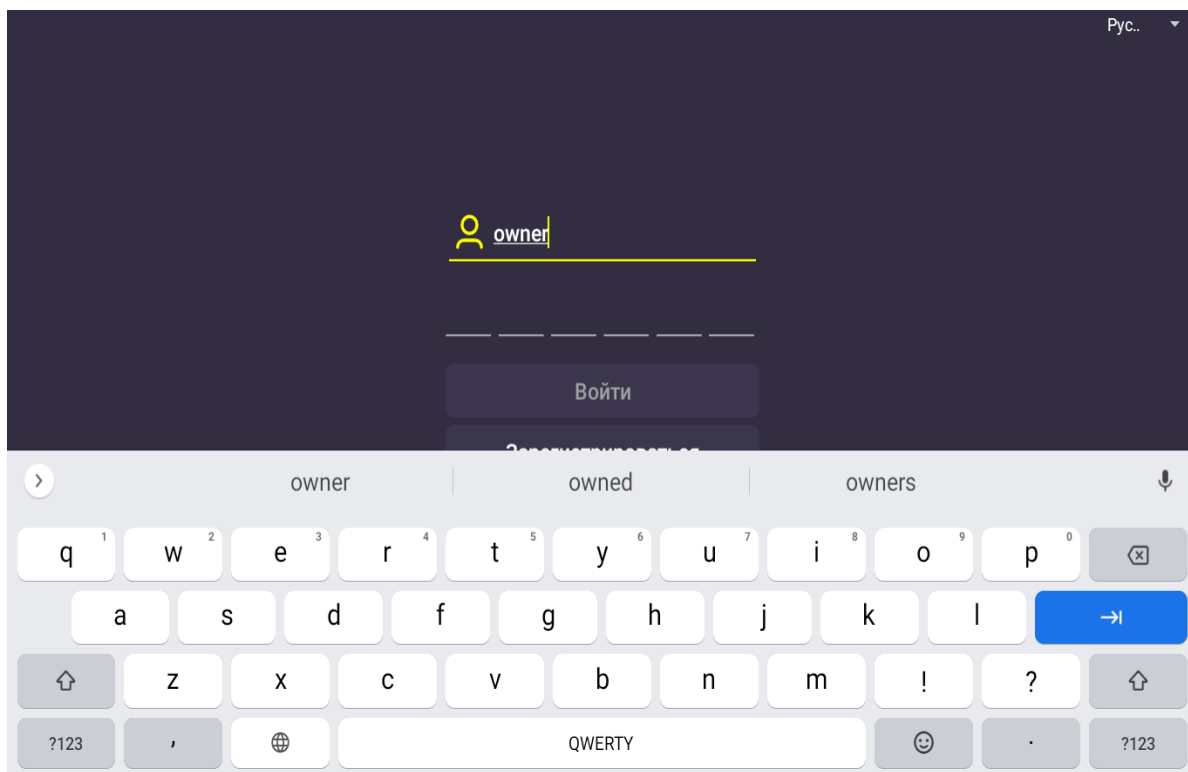 Рус..
owner
Войти
Зарегистрироваться
owner owned owners
q 1 w 2 e 3 r 4 t 5 y 6 u 7 i 8 o 9 p 0
a s d f g h j k l
z x c v b n m ! ?
?123 , QWERTY . ?123